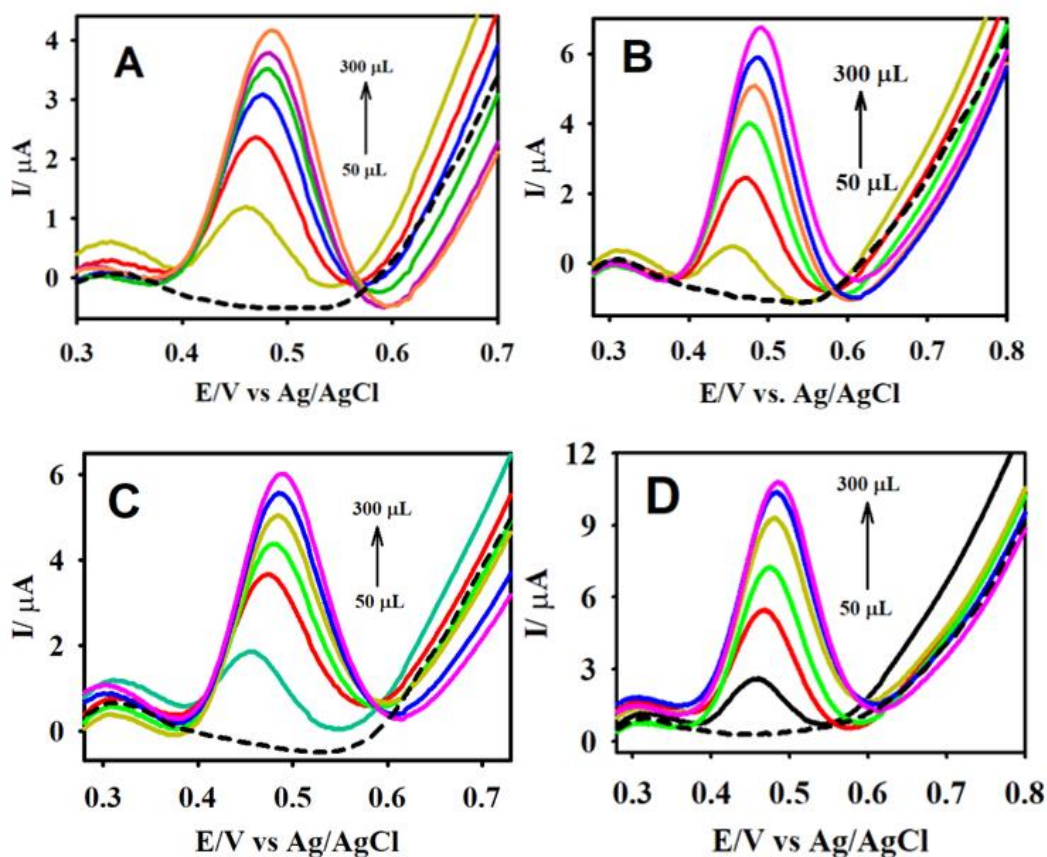 A
300 μL
50 μL
I/ μA
4
3
2
1
0
0.3 0.4 0.5 0.6 0.7
E/V vs Ag/AgCl
B
300 μL
50 μL
I/ μA
6
4
2
0
0.3 0.4 0.5 0.6 0.7 0.8
E/V vs. Ag/AgCl
C
300 μL
50 μL
I/ μA
6
4
2
0
0.3 0.4 0.5 0.6 0.7
E/V vs Ag/AgCl
D
300 μL
50 μL
I/ μA
12
9
6
3
0
0.3 0.4 0.5 0.6 0.7 0.8
E/V vs Ag/AgCl